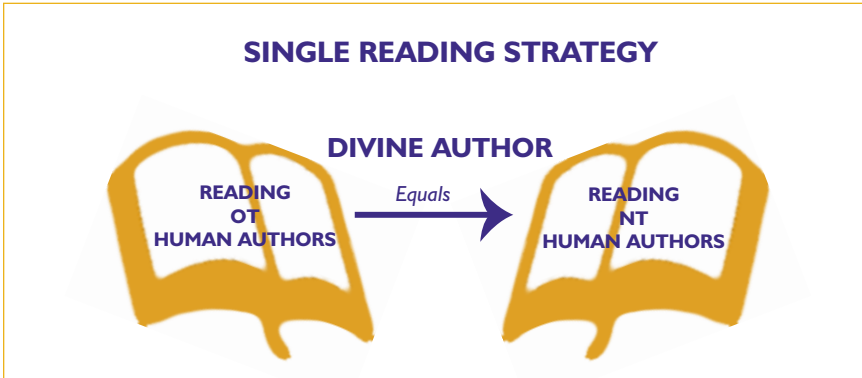 SINGLE READING STRATEGY
DIVINE AUTHOR
READING
OT
HUMAN AUTHORS
Equals
READING
NT
HUMAN AUTHORS